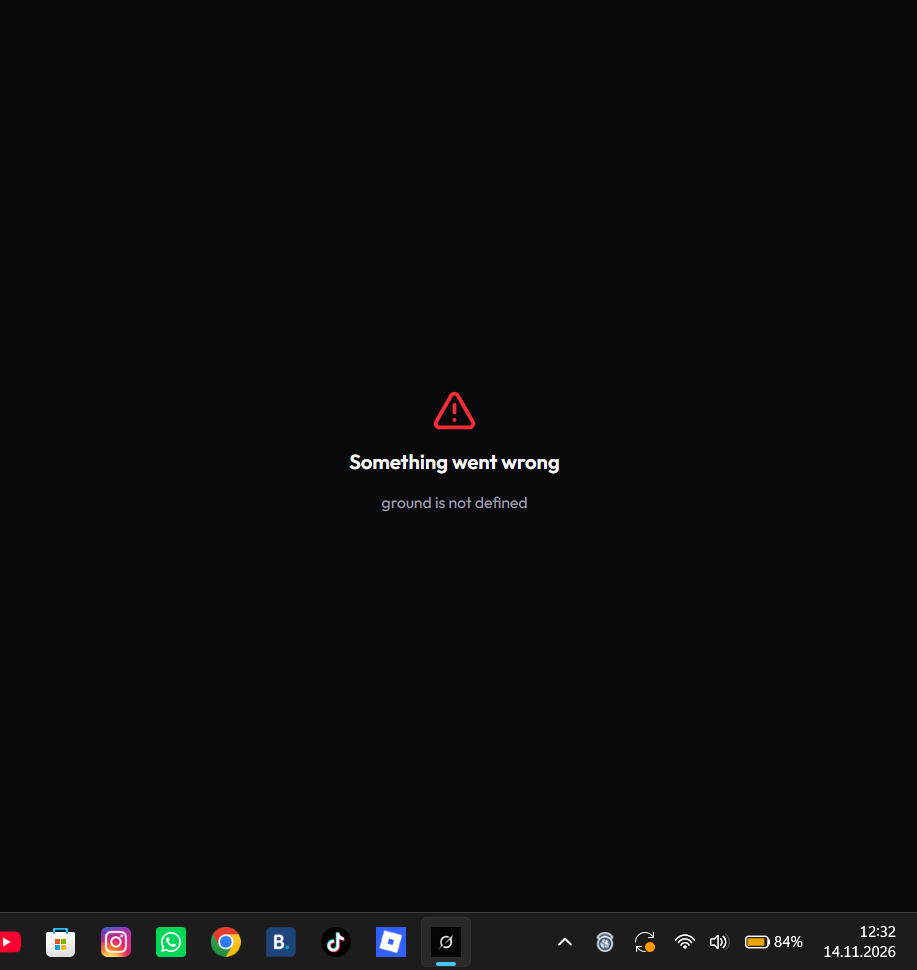 Something went wrong
ground is not defined
B.
84%
12:32
14.11.2026